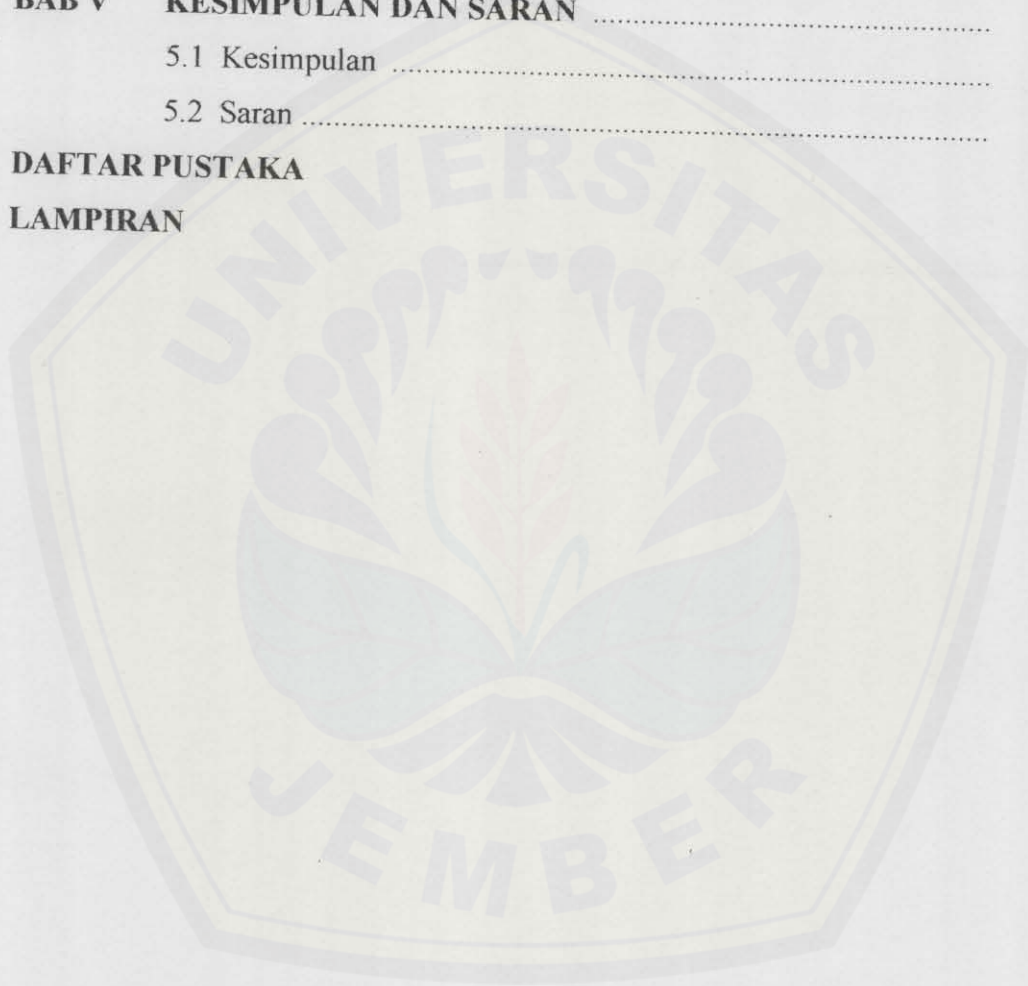 BAB V KESIMPULAN DAN SARAN ........................................................
5.1 Kesimpulan ........................................................
5.2 Saran ........................................................
DAFTAR PUSTAKA
LAMPIRAN
UNIVERSITAS
JEMBER